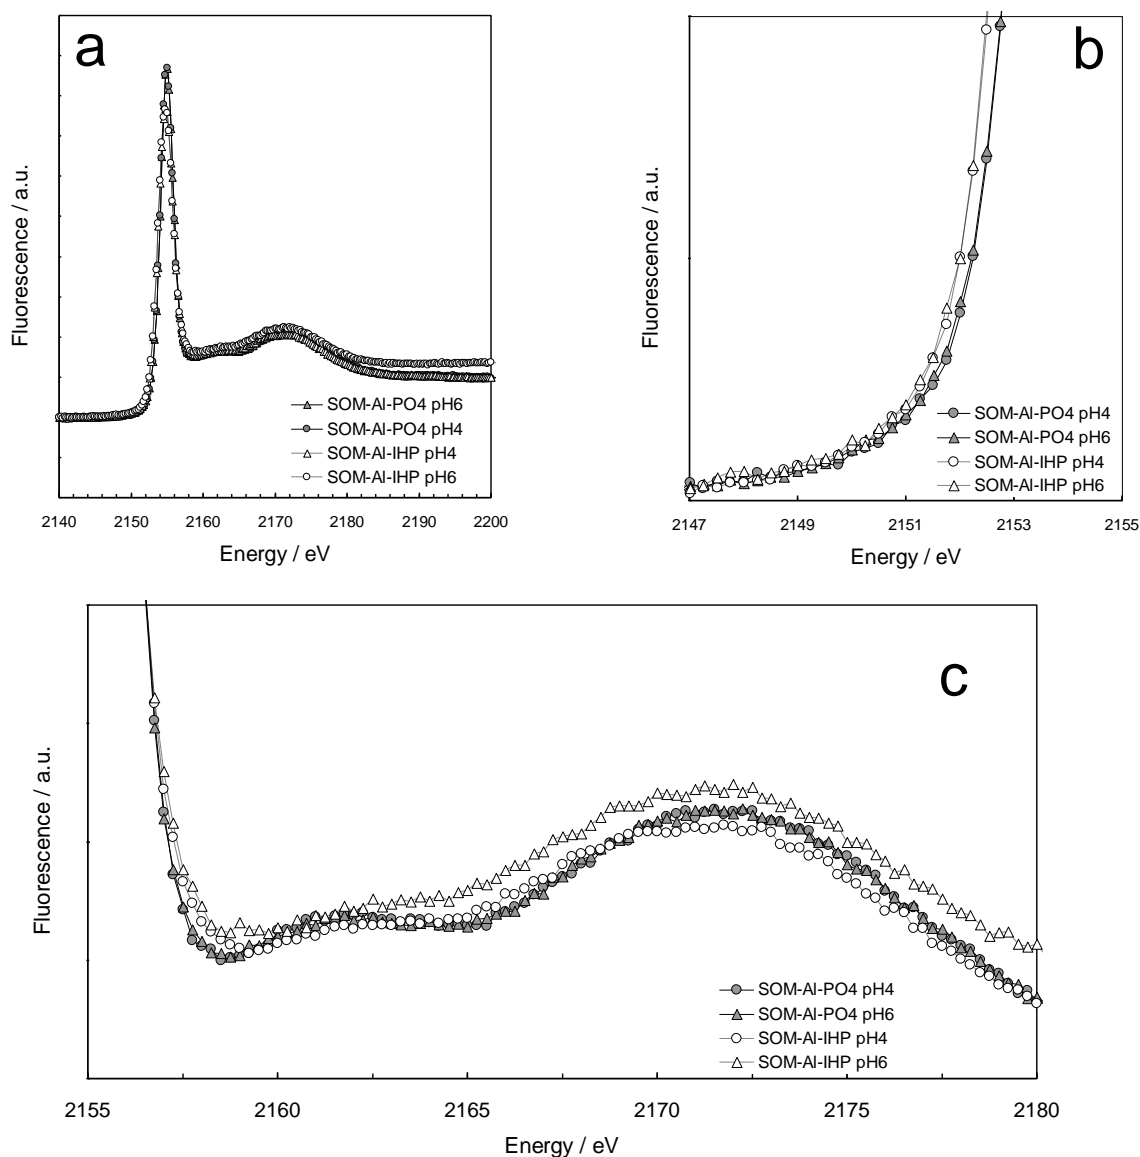 a
Fluorescence / a.u.
SOM-Al-PO4 pH6
SOM-Al-PO4 pH4
SOM-Al-IHP pH4
SOM-Al-IHP pH6
2140 2150 2160 2170 2180 2190 2200
Energy / eV
b
Fluorescence / a.u.
SOM-Al-PO4 pH4
SOM-Al-PO4 pH6
SOM-Al-IHP pH4
SOM-Al-IHP pH6
2147 2149 2151 2153 2155
Energy / eV
c
Fluorescence / a.u.
SOM-Al-PO4 pH4
SOM-Al-PO4 pH6
SOM-Al-IHP pH4
SOM-Al-IHP pH6
2155 2160 2165 2170 2175 2180
Energy / eV